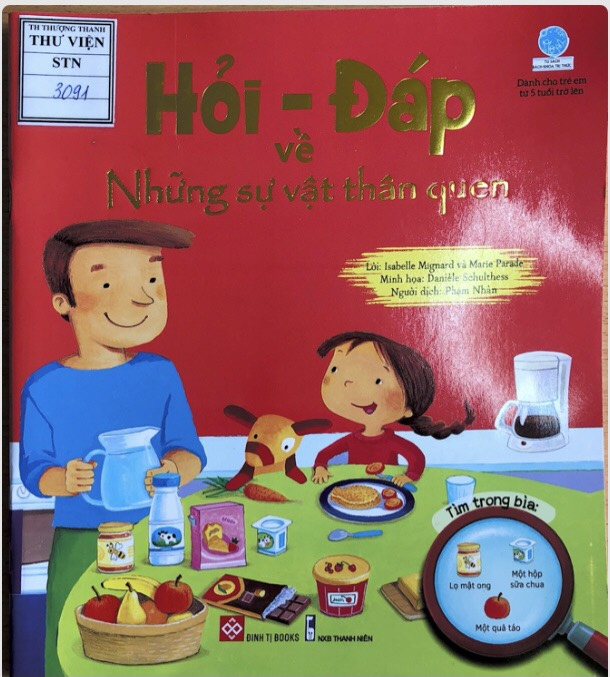 TH THƯỢNG THANH
THƯ VIỆN
STN
3091
TỦ SÁCH
BÁCH KHOA TRI THỨC
Dành cho trẻ em
từ 5 tuổi trở lên
Hỏi - Đáp
về
Những sự vật thân quen
Lời: Isabelle Mignard và Marie Parade
Minh họa: Danièle Schulthess
Người dịch: Phạm Nhân
Tìm trong bìa:
Lọ mật ong
Một hộp
sữa chua
Một quả táo
ĐINH TỊ BOOKS
NXB THANH NIÊN